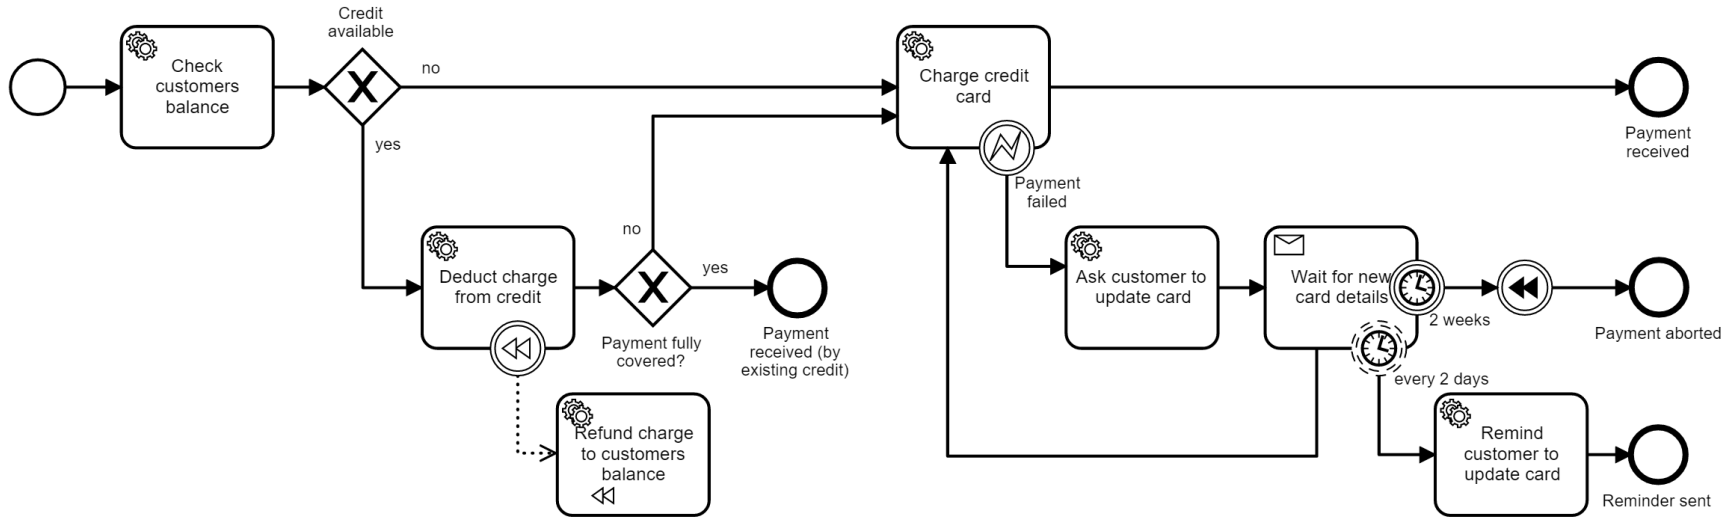 Credit
available
Check
customers
balance
no
yes
Charge credit
card
Payment
received
Payment
failed
Deduct charge
from credit
no
yes
Payment fully
covered?
Payment
received (by
existing credit)
Refund charge
to customers
balance
Ask customer to
update card
Wait for new
card details
2 weeks
Payment aborted
every 2 days
Remind
customer to
update card
Reminder sent